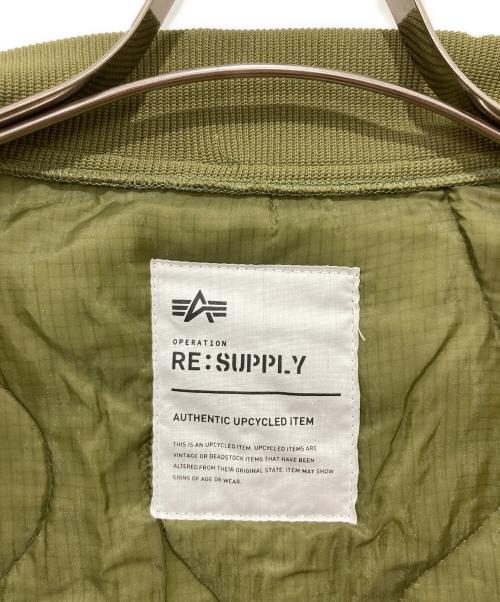 OPERATION
RE:SUPPLY
AUTHENTIC UPCYCLED ITEM
THIS IS AN UPCYCLED ITEM. UPCYCLED ITEMS ARE
VINTAGE OR DEADSTOCK ITEMS THAT HAVE BEEN
ALTERED FROM THEIR ORIGINAL STATE. ITEM MAY SHOW
SIGNS OF AGE OR WEAR.